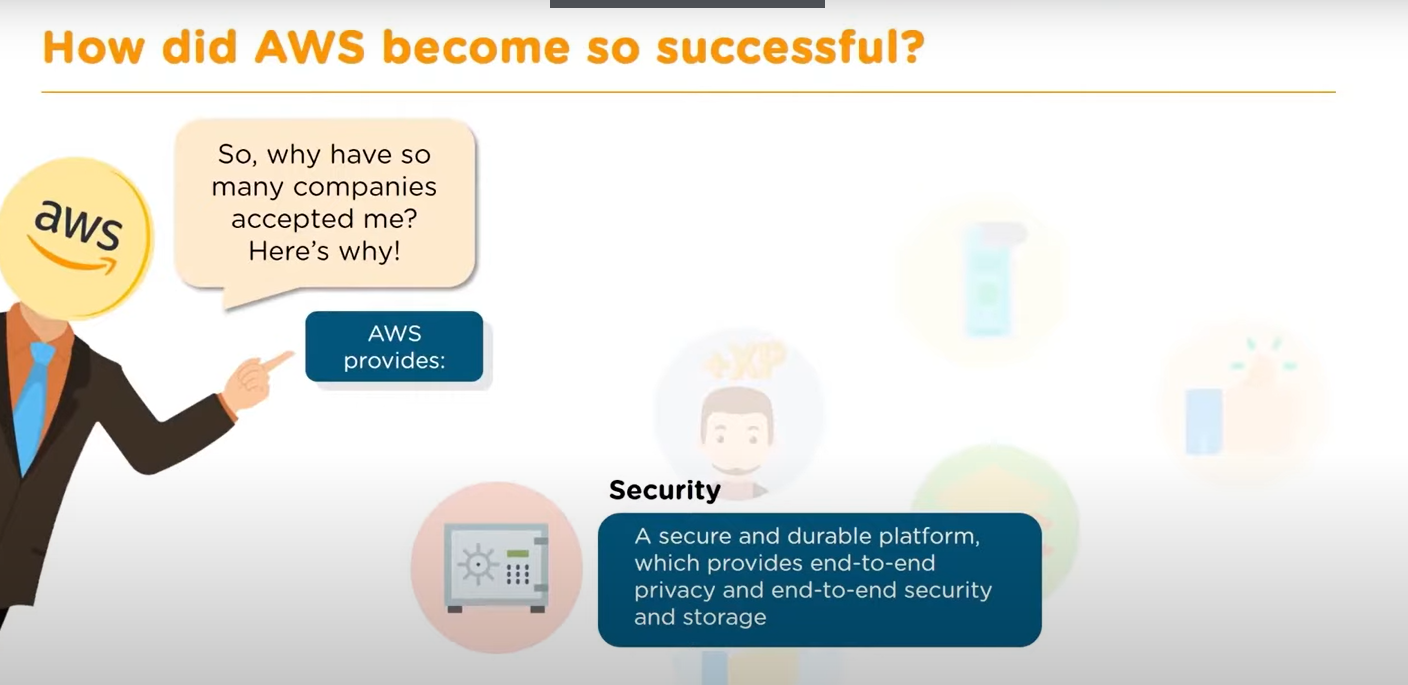 How did AWS become so successful?
So, why have so
many companies
accepted me?
Here's why!
aws
AWS
provides:
+XP
Security
A secure and durable platform,
which provides end-to-end
privacy and end-to-end security
and storage